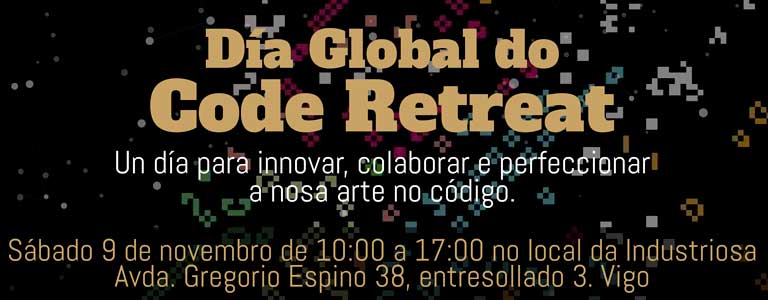 Día Global do
Code Retreat
Un día para innovar, colaborar e perfeccionar
a nosa arte no código.
Sábado 9 de novembro de 10:00 a 17:00 no local da Industriosa
Avda. Gregorio Espino 38, entresollado 3. Vigo